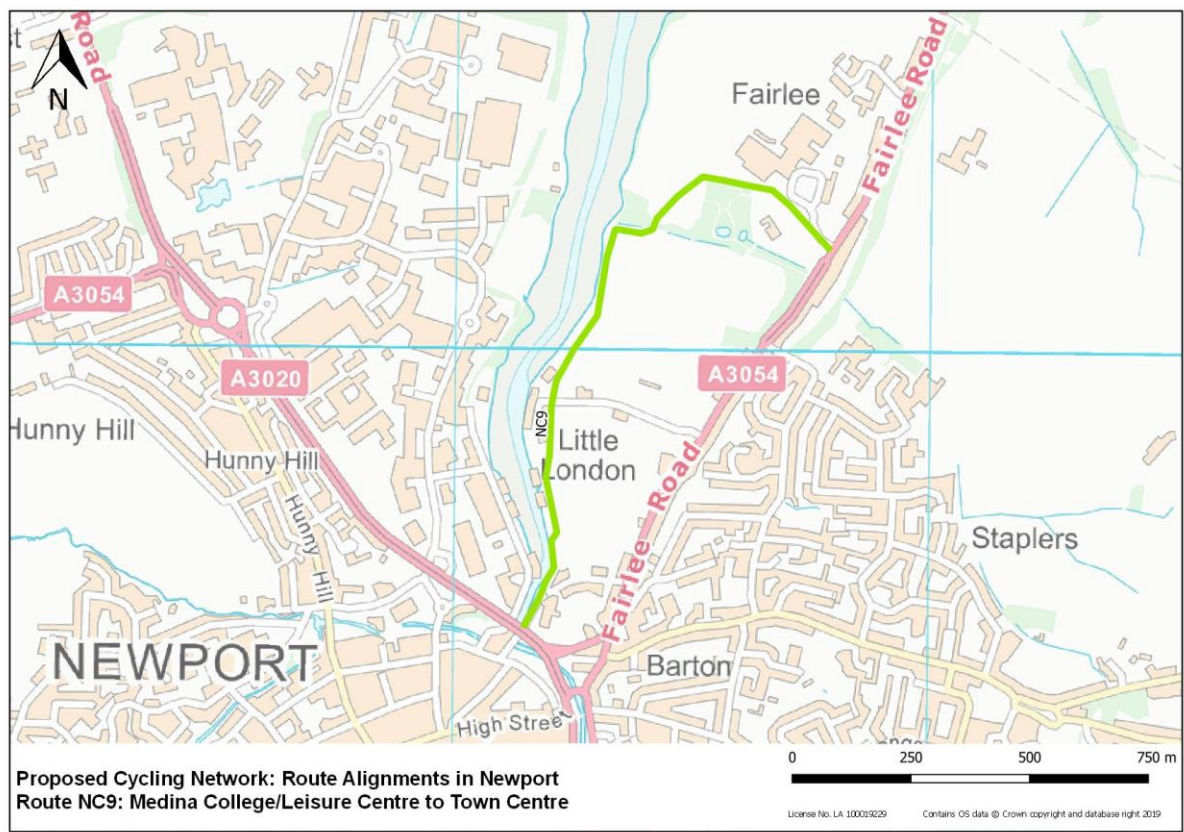 st
Road
N
Fairlee
Fairlee Road
A3054
A3020
A3054
NC9
Hunny Hill
Hunny Hill
Hunny Hill
Little
London
Fairlee Road
Staplers
NEWPORT
Barton
High Street
0 250 500 750 m
Proposed Cycling Network: Route Alignments in Newport
Route NC9: Medina College/Leisure Centre to Town Centre
License No. LA 100019229 Contains OS data © Crown copyright and database right 2019